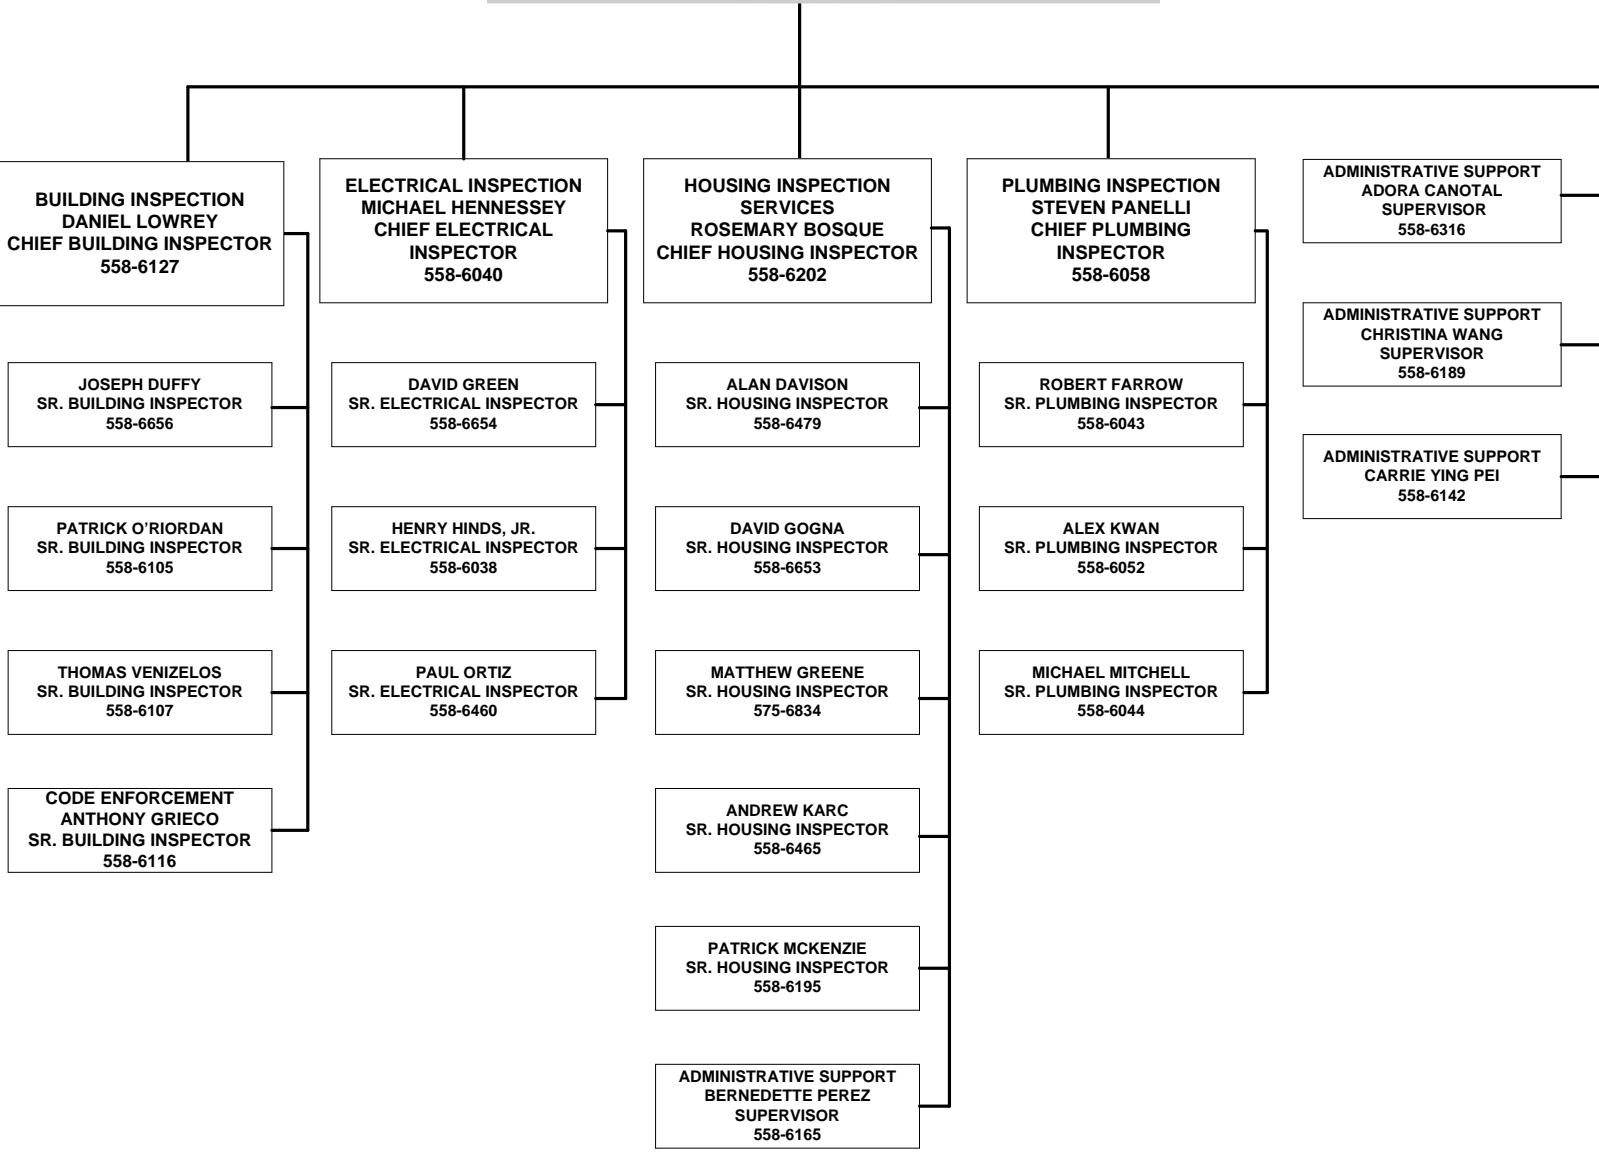 BUILDING INSPECTION
DANIEL LOWREY
CHIEF BUILDING INSPECTOR
558-6127
JOSEPH DUFFY
SR. BUILDING INSPECTOR
558-6656
PATRICK O’RIORDAN
SR. BUILDING INSPECTOR
558-6105
THOMAS VENIZELOS
SR. BUILDING INSPECTOR
558-6107
CODE ENFORCEMENT
ANTHONY GRIECO
SR. BUILDING INSPECTOR
558-6116
ELECTRICAL INSPECTION
MICHAEL HENNESSEY
CHIEF ELECTRICAL
INSPECTOR
558-6040
DAVID GREEN
SR. ELECTRICAL INSPECTOR
558-6654
HENRY HINDS, JR.
SR. ELECTRICAL INSPECTOR
558-6038
PAUL ORTIZ
SR. ELECTRICAL INSPECTOR
558-6460
HOUSING INSPECTION
SERVICES
ROSEMARY BOSQUE
CHIEF HOUSING INSPECTOR
558-6202
ALAN DAVISON
SR. HOUSING INSPECTOR
558-6479
DAVID GOGNA
SR. HOUSING INSPECTOR
558-6653
MATTHEW GREENE
SR. HOUSING INSPECTOR
575-6834
ANDREW KARC
SR. HOUSING INSPECTOR
558-6465
PATRICK MCKENZIE
SR. HOUSING INSPECTOR
558-6195
ADMINISTRATIVE SUPPORT
BERNEDETTE PEREZ
SUPERVISOR
558-6165
PLUMBING INSPECTION
STEVEN PANELLI
CHIEF PLUMBING
INSPECTOR
558-6058
ROBERT FARROW
SR. PLUMBING INSPECTOR
558-6043
ALEX KWAN
SR. PLUMBING INSPECTOR
558-6052
MICHAEL MITCHELL
SR. PLUMBING INSPECTOR
558-6044
ADMINISTRATIVE SUPPORT
ADORA CANOTAL
SUPERVISOR
558-6316
ADMINISTRATIVE SUPPORT
CHRISTINA WANG
SUPERVISOR
558-6189
ADMINISTRATIVE SUPPORT
CARRIE YING PEI
558-6142